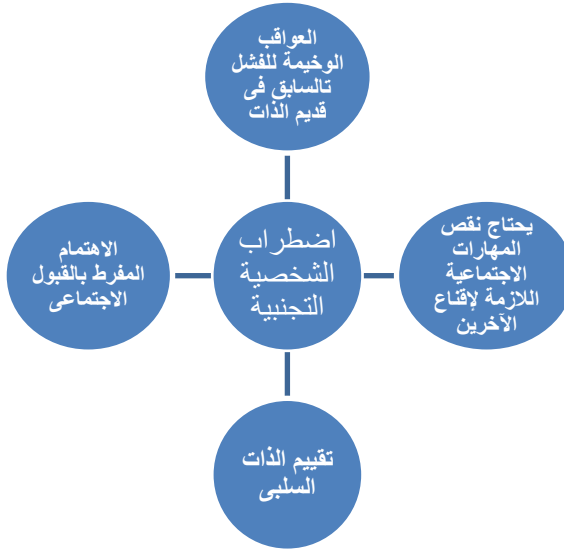 العواقب
الوخيمة للفشل
تالسابق فى
قديم الذات
اضطراب
الشخصية
التجنبية
يحتاج نقص
المهارات
الاجتماعية
اللازمة لإقناع
الآخرين
الاهتمام
المفرط بالقبول
الاجتماعى
تقييم الذات
السلبى